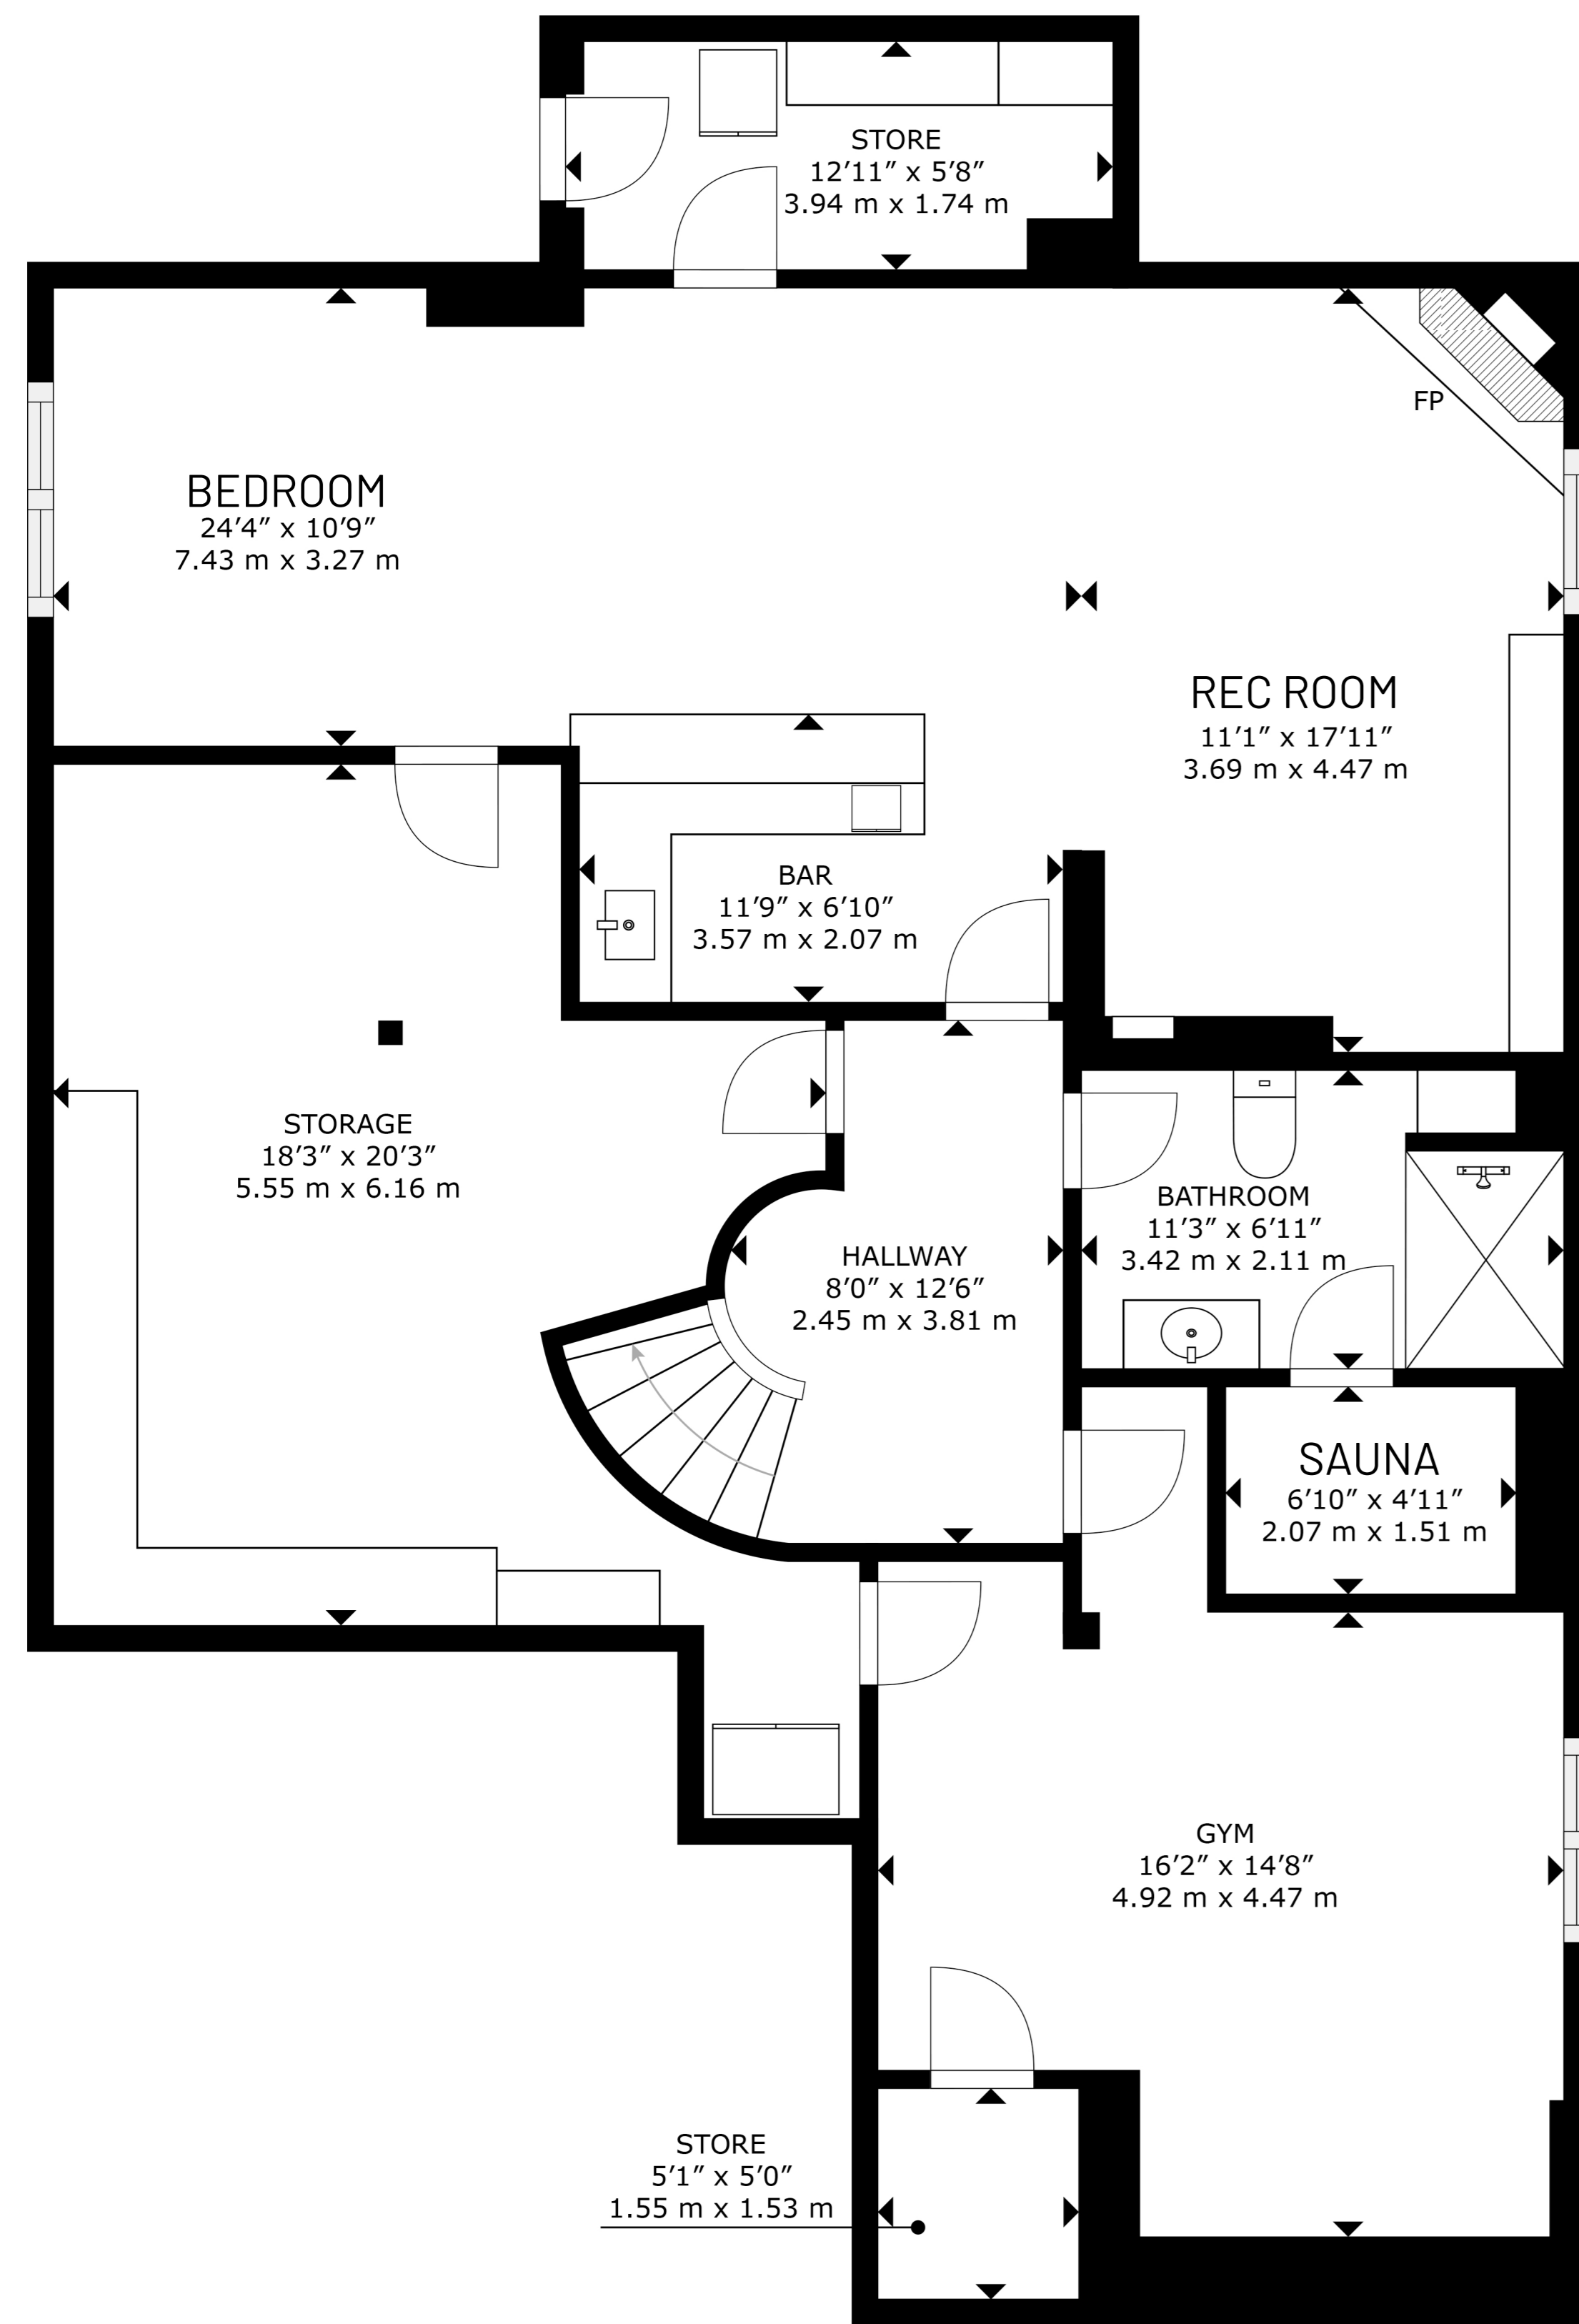 STORE
12'11" x 5'8"
3.94 m x 1.74 m
FP
BEDROOM
24'4" x 10'9"
7.43 m x 3.27 m
REC ROOM
11'1" x 17'11"
3.69 m x 4.47 m
BAR
11'9" x 6'10"
3.57 m x 2.07 m
STORAGE
18'3" x 20'3"
5.55 m x 6.16 m
BATHROOM
11'3" x 6'11"
3.42 m x 2.11 m
HALLWAY
8'0" x 12'6"
2.45 m x 3.81 m
SAUNA
6'10" x 4'11"
2.07 m x 1.51 m
GYM
16'2" x 14'8"
4.92 m x 4.47 m
STORE
5'1" x 5'0"
1.55 m x 1.53 m